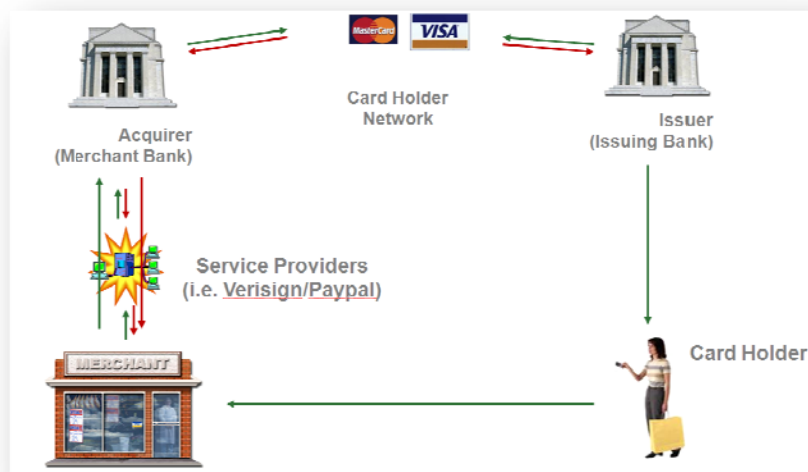 MasterCard
VISA
Card Holder
Network
Acquirer
(Merchant Bank)
Issuer
(Issuing Bank)
Service Providers
(i.e. Verisign/Paypal)
Card Holder
MERCHANT